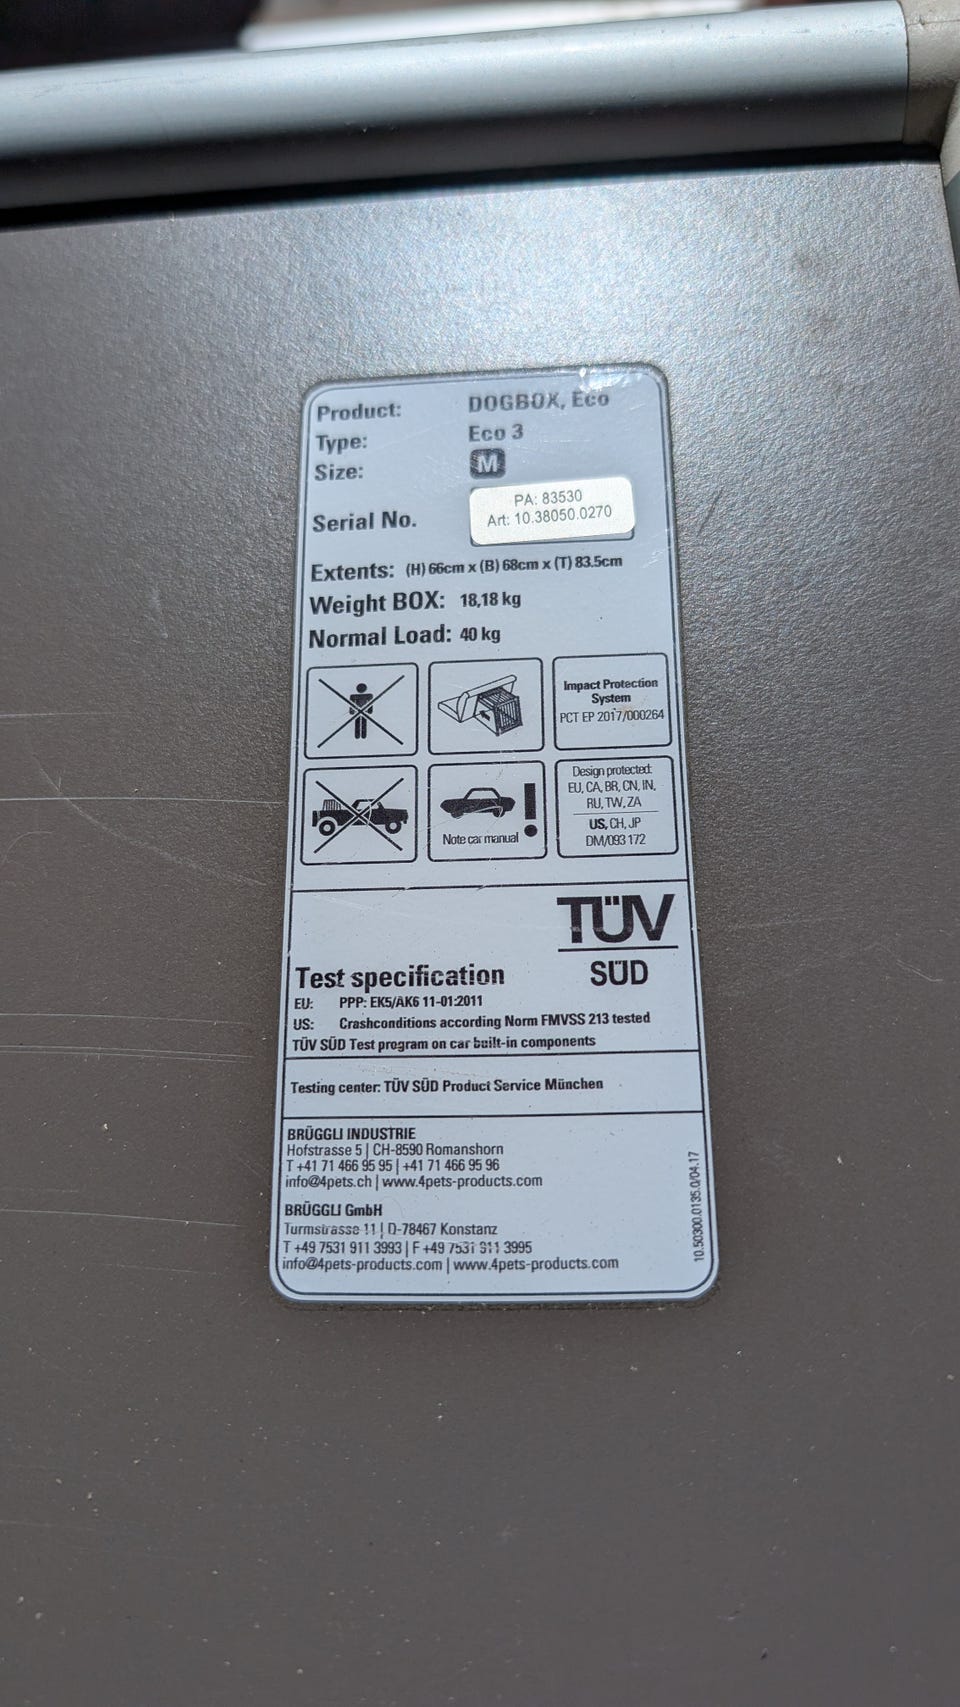 Product: DOGBOX, Eco
Type: Eco 3
Size: M
Serial No. PA: 83530
Art: 10.38050.0270
Extents: (H) 66cm x (B) 68cm x (T) 83.5cm
Weight BOX: 18,18 kg
Normal Load: 40 kg
Impact Protection
System
PCT EP 2017/000264
Note car manual
!
Design protected:
EU, CA, BR, CN, IN,
RU, TW, ZA
US, CH, JP
DM/093 172
TÜV
SÜD
Test specification
EU: PPP: EK5/AK6 11-01:2011
US: Crashconditions according Norm FMVSS 213 tested
TÜV SÜD Test program on car built-in components
Testing center: TÜV SÜD Product Service München
BRÜGGLI INDUSTRIE
Hofstrasse 5 | CH-8590 Romanshorn
T +41 71 466 95 95 | +41 71 466 95 96
info@4pets.ch | www.4pets-products.com
BRÜGGLI GmbH
Turmstrasse 11 | D-78467 Konstanz
T +49 7531 911 3993 | F +49 7531 911 3995
info@4pets-products.com | www.4pets-products.com
10.50300.0135.0/04.17